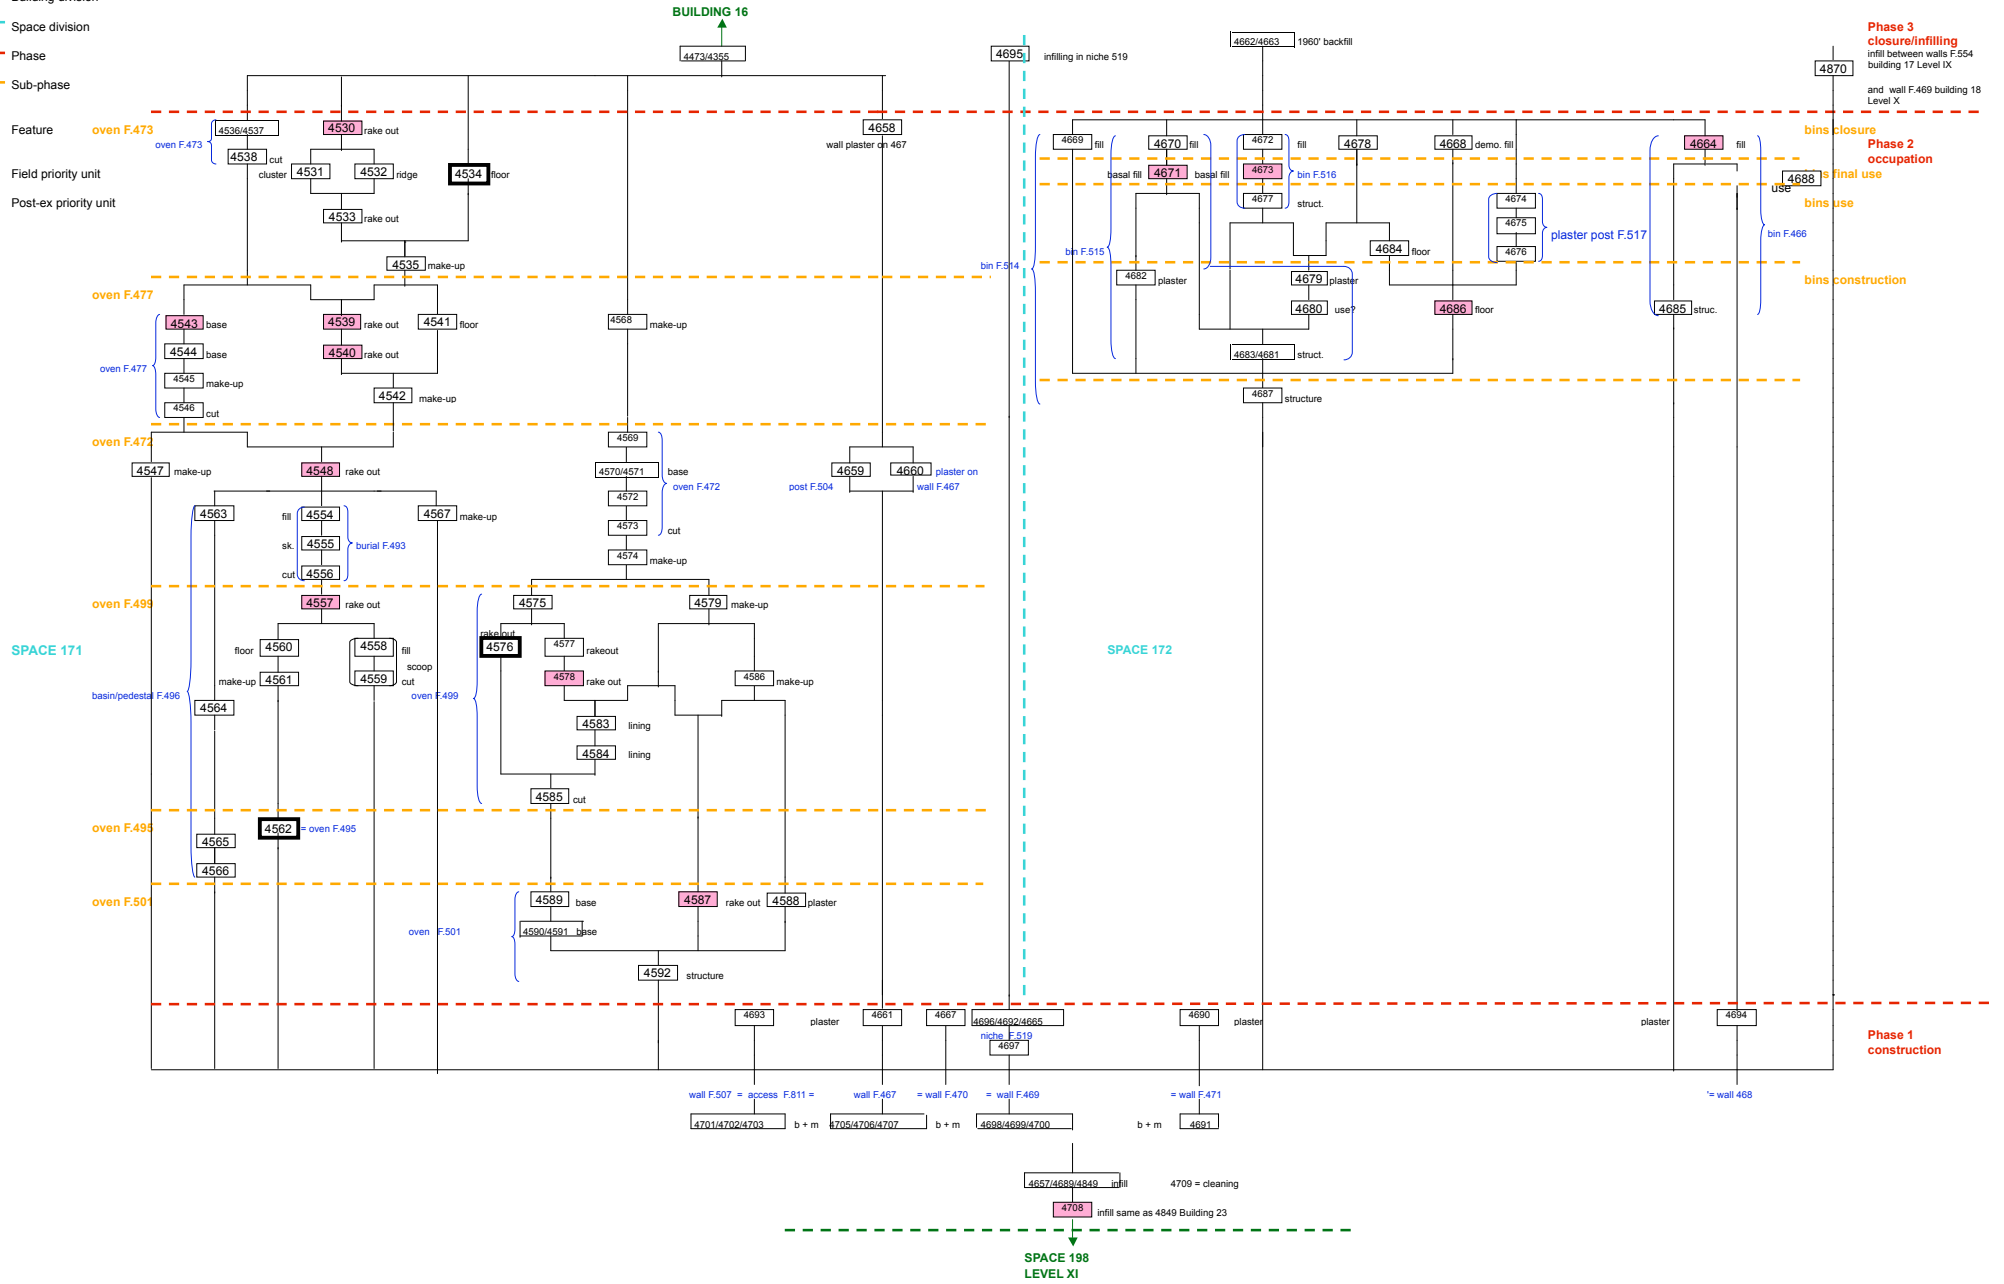 Building division
Space division
Phase
Sub-phase
Feature
Field priority unit
Post-ex priority unit
BUILDING 16
4473/4355
4695
infilling in niche 519
4662/4663
1960' backfill
4870
Phase 3
closure/infilling
infill between walls F.554
building 17 Level IX
and wall F.469 building 18
Level X
oven F.473
oven F.473
4536/4537
4538
cut
4530
rake out
cluster
4531
4532
ridge
4533
rake out
4534
floor
4535
make-up
4658
wall plaster on 467
4669
fill
4670
fill
basal fill
4671
basal fill
4672
fill
4673
bin F.516
4677
struct.
4678
4668
demo. fill
4664
fill
bins closure
Phase 2
occupation
4688
s final use
use
bins use
4674
4675
4676
plaster post F.517
bin F.466
4684
floor
bin F.514
bin F.515
4682
plaster
4679
plaster
4680
use?
4686
floor
4685
struc.
bins construction
4683/4681
struct.
4687
structure
oven F.477
4543
base
4544
base
4545
make-up
4546
cut
oven F.477
4539
rake out
4540
rake out
4541
floor
4542
make-up
4568
make-up
oven F.472
4547
make-up
4548
rake out
4569
4570/4571
base
oven F.472
4572
4573
cut
4574
make-up
4659
post F.504
4660
plaster on
wall F.467
4563
fill
4554
sk.
4555
burial F.493
cut
4556
4567
make-up
oven F.499
4557
rake out
floor
4560
make-up
4561
4558
fill
scoop
4559
cut
basin/pedestal F.496
4564
oven F.499
4575
rake out
4576
4577
rakeout
4578
rake out
4579
make-up
4586
make-up
4583
lining
4584
lining
4585
cut
SPACE 171
SPACE 172
oven F.495
4562
= oven F.495
4565
4566
oven F.501
4589
base
4590/4591
base
oven F.501
4587
rake out
4588
plaster
4592
structure
4693
plaster
4661
4667
4696/4692/4665
niche F.519
4697
4690
plaster
plaster
4694
Phase 1
construction
wall F.507 = access F.811 =
wall F.467
= wall F.470
= wall F.469
= wall F.471
'= wall 468
4701/4702/4703
b + m
4705/4706/4707
b + m
4698/4699/4700
b + m
4691
4657/4689/4849
infill
4709 = cleaning
4708
infill same as 4849 Building 23
SPACE 198
LEVEL XI